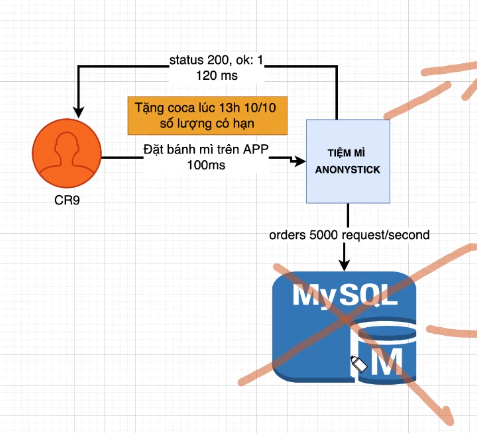 status 200, ok: 1
120 ms
Tặng coca lúc 13h 10/10
số lượng có hạn
Đặt bánh mì trên APP
100ms
TIỆM MÌ
ANONYSTICK
CR9
orders 5000 request/second
MySQL
M